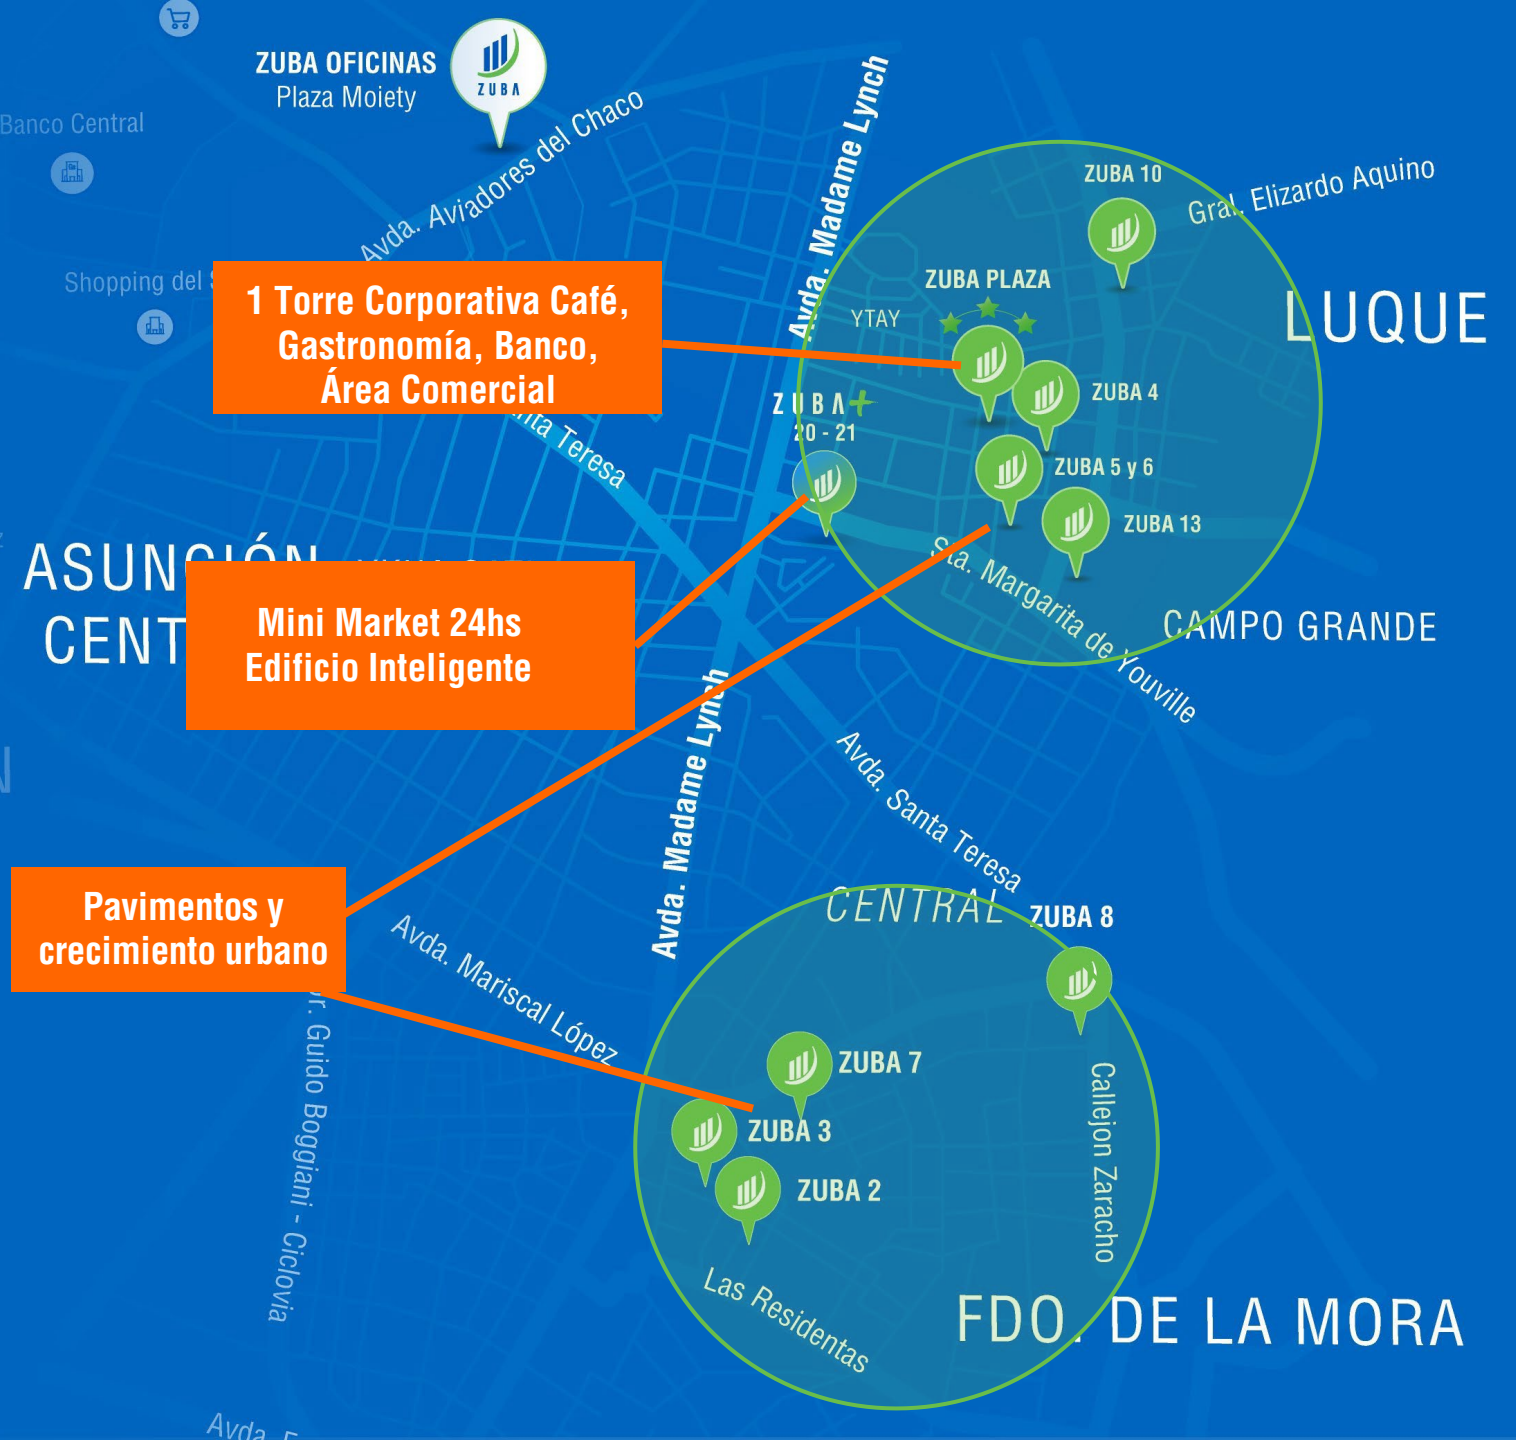 ZUBA OFICINAS
Plaza Moiety
ZUBA
Banco Central
Avda. Aviadores del Chaco
Avda. Madame Lynch
ZUBA 10
Gral. Elizardo Aquino
Shopping del
1 Torre Corporativa Café,
Gastronomía, Banco,
Área Comercial
ZUBA PLAZA
YTAY
LUQUE
ZUBA 4
ZUBA+
20 - 21
Teresa
ZUBA 5 y 6
ZUBA 13
ASUNCIÓN
CENT
Mini Market 24hs
Edificio Inteligente
Sta. Margarita de Youville
CAMPO GRANDE
Avda. Madame Lynch
Avda. Santa Teresa
Pavimentos y
crecimiento urbano
CENTRAL
ZUBA 8
Avda. Mariscal López
Dr. Guido Boggiani - Ciclovia
ZUBA 7
ZUBA 3
ZUBA 2
Callejon Zaracho
Las Residentas
FDO. DE LA MORA
Avda.